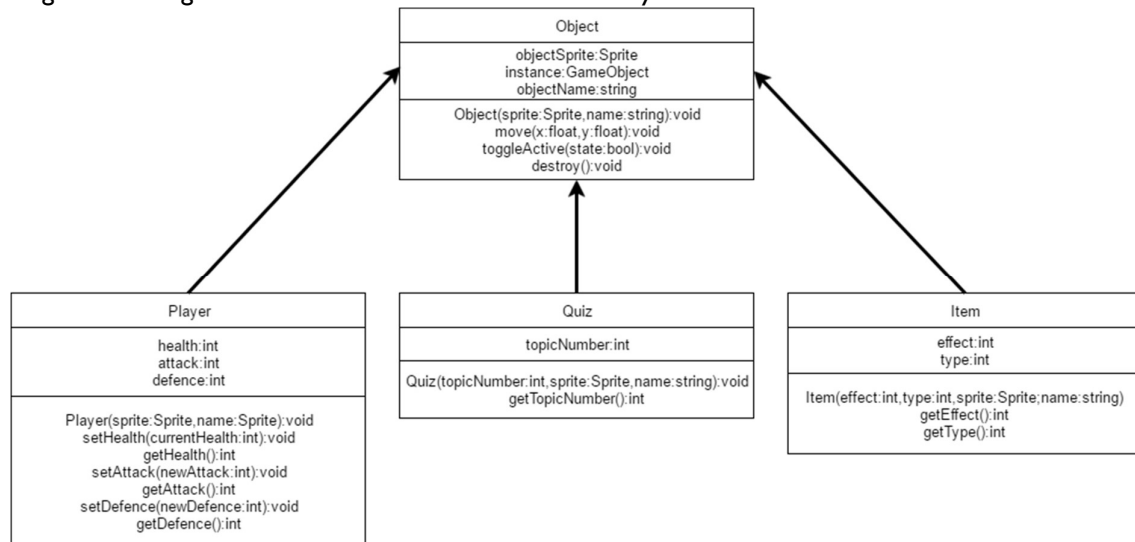 Object
objectSprite:Sprite
instance:GameObject
objectName:string
Object(sprite:Sprite,name:string):void
move(x:float,y:float):void
toggleActive(state:bool):void
destroy():void
Player
health:int
attack:int
defence:int
Player(sprite:Sprite,name:Sprite):void
setHealth(currentHealth:int):void
getHealth():int
setAttack(newAttack:int):void
getAttack():int
setDefence(newDefence:int):void
getDefence():int
Quiz
topicNumber:int
Quiz(topicNumber:int,sprite:Sprite,name:string):void
getTopicNumber():int
Item
effect:int
type:int
Item(effect:int,type:int,sprite:Sprite;name:string)
getEffect():int
getType():int